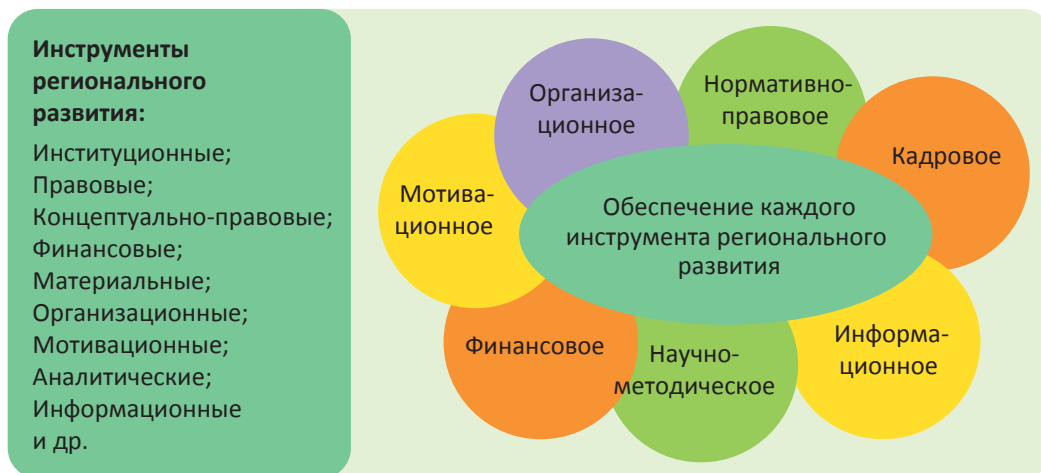 Инструменты
регионального
развития:
Институционные;
Правовые;
Концептуально-правовые;
Финансовые;
Материальные;
Организационные;
Мотивационные;
Аналитические;
Информационные
и др.
Организа-
ционное
Нормативно-
правовое
Кадровое
Мотива-
ционное
Обеспечение каждого
инструмента регионального
развития
Финансовое
Научно-
методическое
Информа-
ционное